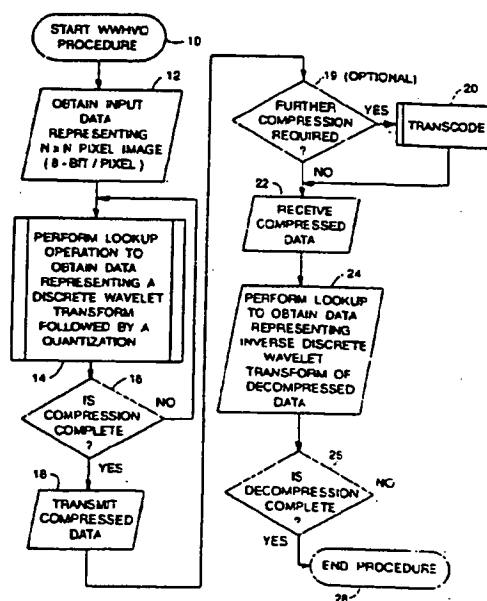 START WWHVQ
PROCEDURE
10
12
OBTAIN INPUT
DATA
REPRESENTING
N x N PIXEL IMAGE
(8 - BIT / PIXEL)
PERFORM LOOKUP
OPERATION TO
OBTAIN DATA
REPRESENTING A
DISCRETE WAVELET
TRANSFORM
FOLLOWED BY A
QUANTIZATION
14
16
IS
COMPRESSION
COMPLETE
?
NO
YES
18
TRANSMIT
COMPRESSED
DATA
19 (OPTIONAL)
FURTHER
COMPRESSION
REQUIRED
?
YES
NO
20
TRANSCODE
22
RECEIVE
COMPRESSED
DATA
24
PERFORM LOOKUP
TO OBTAIN DATA
REPRESENTING
INVERSE DISCRETE
WAVELET
TRANSFORM OF
DECOMPRESSED
DATA
25
IS
DECOMPRESSION
COMPLETE
?
NO
YES
END PROCEDURE
28